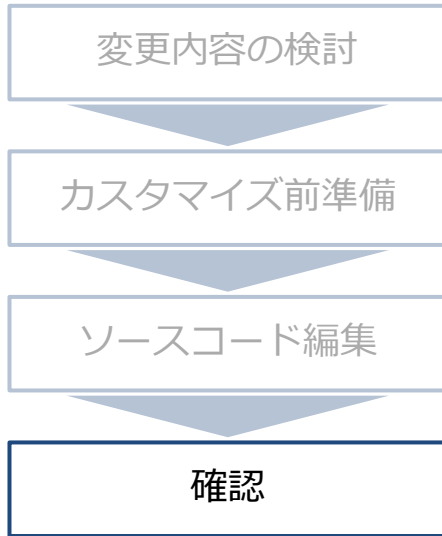 変更内容の検討
カスタマイズ前準備
ソースコード編集
確認